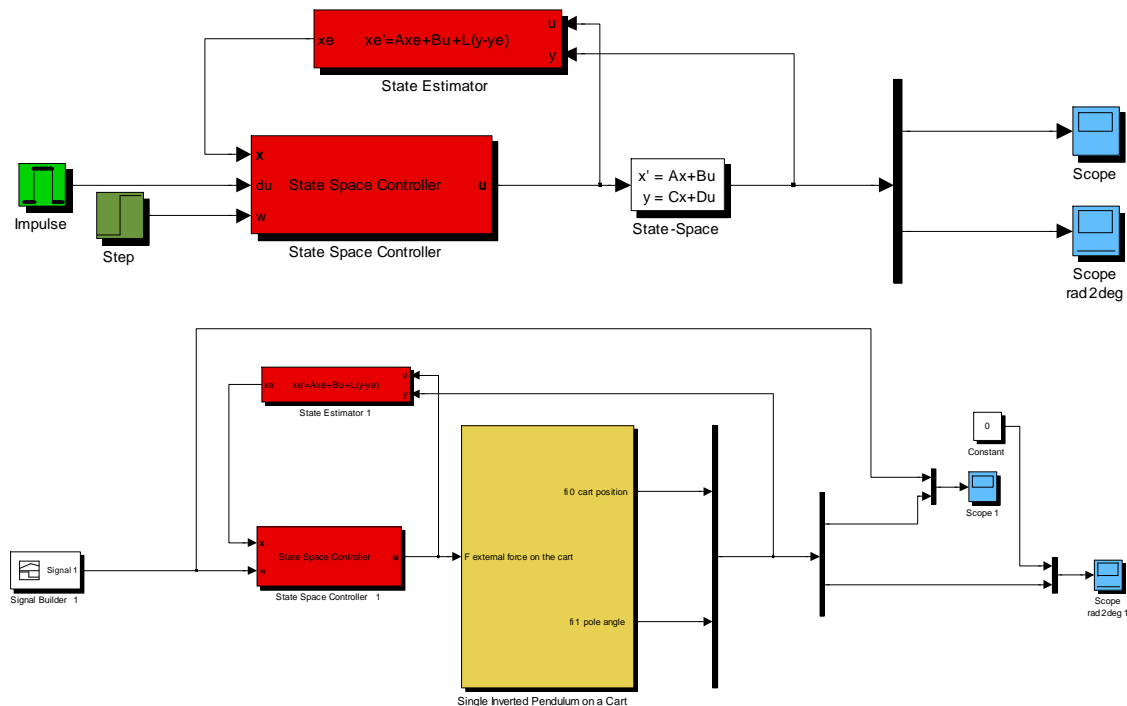 xe xe'=Axe+Bu+L(y-ye) u
y
State Estimator
x
du State Space Controller u
w
State Space Controller
Impulse
Step
x' = Ax+Bu
y = Cx+Du
State-Space
Scope
Scope
rad2deg
xe xe'=Axe+Bu+L(y-ye) u
y
State Estimator 1
0
Constant
fi0 cart position
Scope 1
x
State Space Controller u
w
State Space Controller 1
F external force on the cart
Signal 1
Signal Builder 1
fi1 pole angle
Scope
rad2deg 1
Single Inverted Pendulum on a Cart